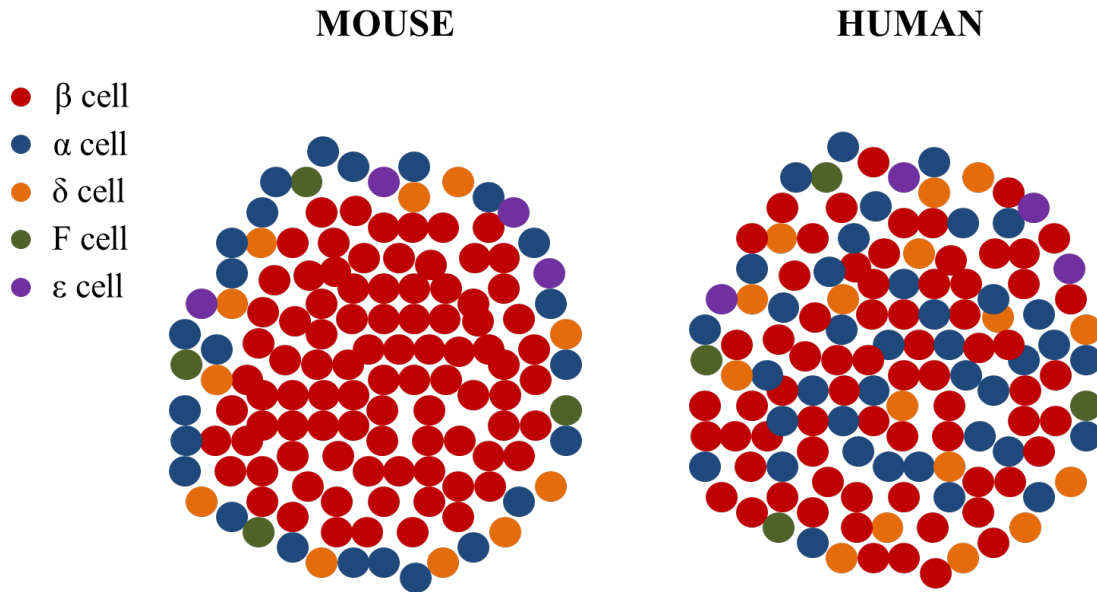 MOUSE
HUMAN
β cell
α cell
δ cell
F cell
ε cell